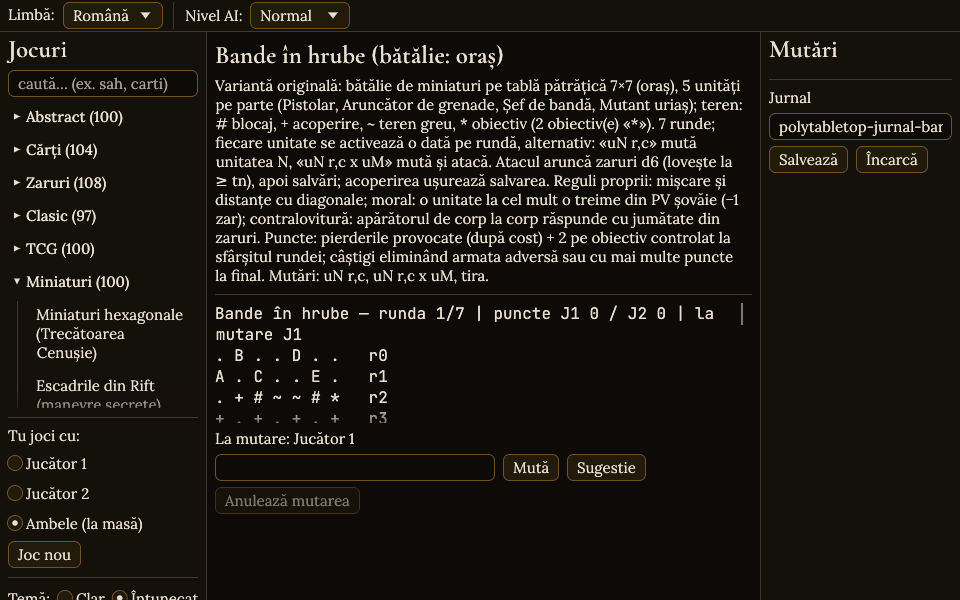 Limbă: Română ▼ Nivel AI: Normal ▼
Jocuri
caută... (ex. sah, carti)
▸ Abstract (100)
▸ Cărți (104)
▸ Zaruri (108)
▸ Clasic (97)
▸ TCG (100)
▾ Miniaturi (100)
Miniaturi hexagonale
(Trecătoarea
Cenușie)
Escadrile din Rift
(manevre secrete)
Tu joci cu:
Jucător 1
Jucător 2
Ambele (la masă)
Joc nou
Temă: Clar Întunecat
Bande în hrube (bătălie: oraș)
Variantă originală: bătălie de miniaturi pe tablă pătrățică 7×7 (oraș), 5 unități
pe parte (Pistolar, Aruncător de grenade, Șef de bandă, Mutant uriaș); teren:
# blocaj, + acoperire, ~ teren greu, * obiectiv (2 obiectiv(e) «*»). 7 runde;
fiecare unitate se activează o dată pe rundă, alternativ: «uN r,c» mută
unitatea N, «uN r,c x uM» mută și atacă. Atacul aruncă zaruri d6 (lovește la
≥ tn), apoi salvări; acoperirea ușurează salvarea. Reguli proprii: mișcare și
distanțe cu diagonale; moral: o unitate la cel mult o treime din PV șovăie (−1
zar); contralovitură: apărătorul de corp la corp răspunde cu jumătate din
zaruri. Puncte: pierderile provocate (după cost) + 2 pe obiectiv controlat la
sfârșitul rundei; câștigi eliminând armata adversă sau cu mai multe puncte
la final. Mutări: uN r,c, uN r,c x uM, tira.
Bande în hrube — runda 1/7 | puncte J1 0 / J2 0 | la
mutare J1
. B . . D . .   r0
A . C . . E .   r1
. + # ~ ~ # *   r2
+ . + . + . +   r3
La mutare: Jucător 1
Mută Sugestie
Anulează mutarea
Mutări
Jurnal
polytabletop-jurnal-bar
Salvează Încarcă